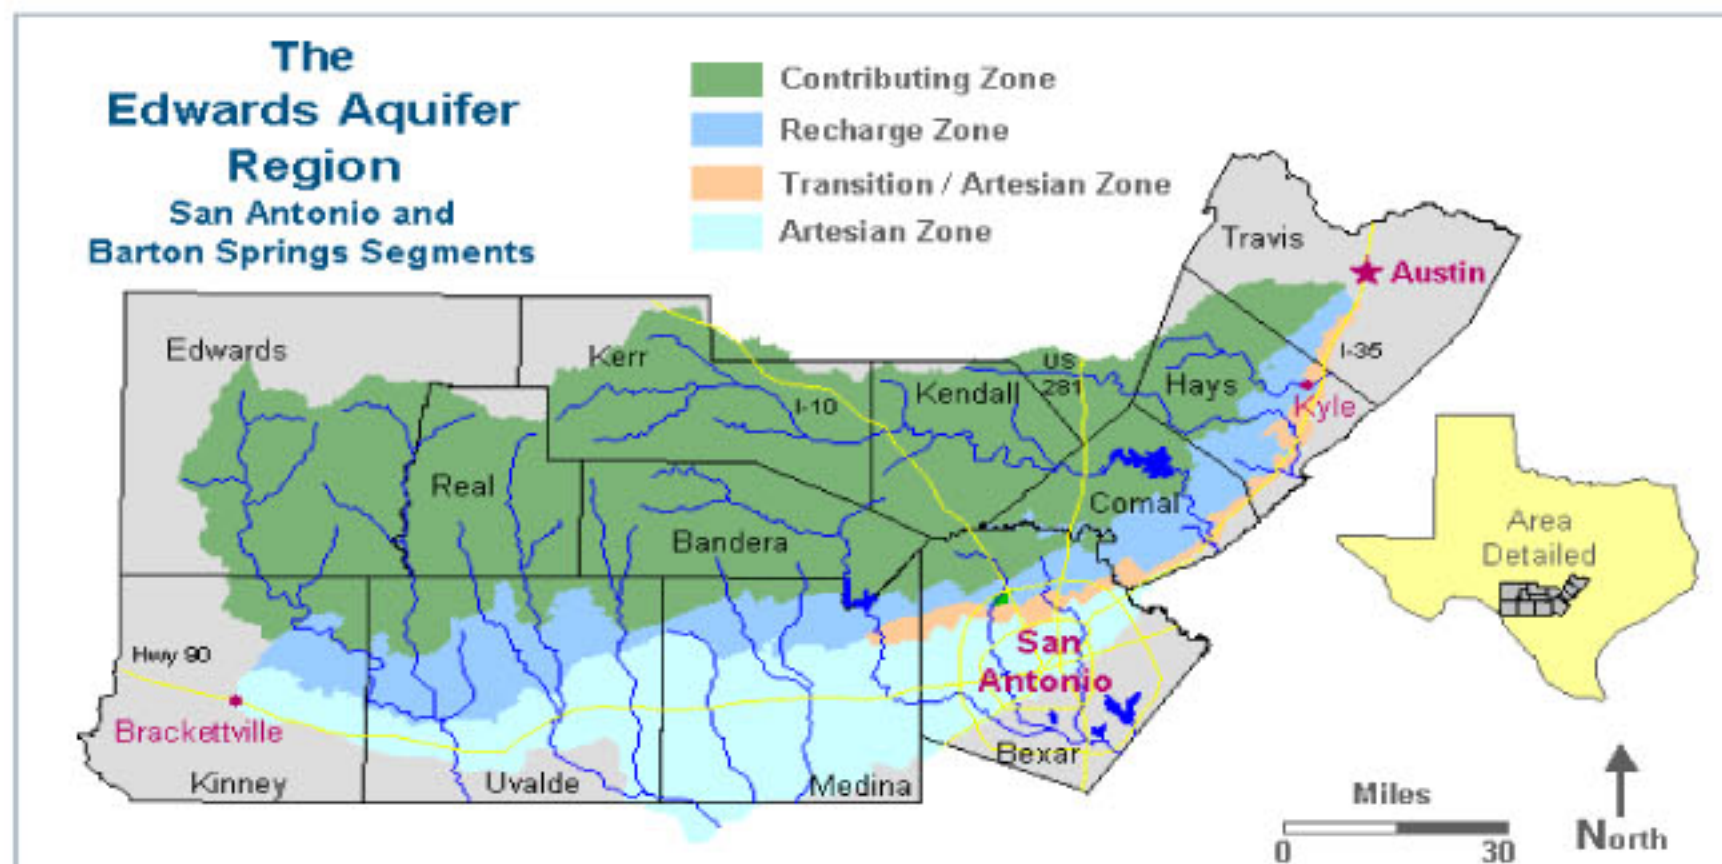 The
Edwards Aquifer
Region
San Antonio and
Barton Springs Segments
Contributing Zone
Recharge Zone
Transition / Artesian Zone
Artesian Zone
Travis
Austin
Edwards
Kerr
I-35
US
281
Kendall
Hays
I-10
Kyle
Real
Comal
Bandera
Area
Detailed
Hwy 90
San
Antonio
Brackettville
Bexar
Kinney
Uvalde
Medina
Miles
0
30
North